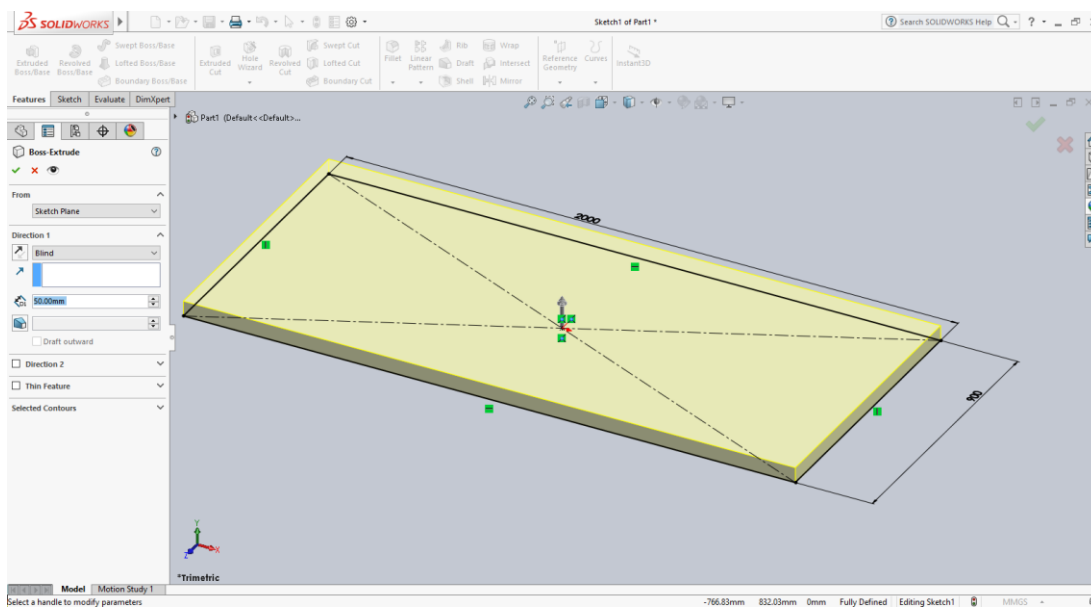 SOLIDWORKS
Sketch1 of Part1 *
Search SOLIDWORKS Help
Extruded Boss/Base
Revolved Boss/Base
Swept Boss/Base
Lofted Boss/Base
Boundary Boss/Base
Extruded Cut
Hole Wizard
Revolved Cut
Swept Cut
Lofted Cut
Boundary Cut
Fillet
Linear Pattern
Rib
Draft
Shell
Wrap
Intersect
Mirror
Reference Geometry
Curves
Instant3D
Features Sketch Evaluate DimXpert
Part1 (Default<<Default>...
Boss-Extrude
From
Sketch Plane
Direction 1
Blind
50.00mm
Draft outward
Direction 2
Thin Feature
Selected Contours
2000
900
Y
X
Z
*Trimetric
Model Motion Study 1
Select a handle to modify parameters
-766.83mm 832.03mm 0mm Fully Defined Editing Sketch1 MMGS